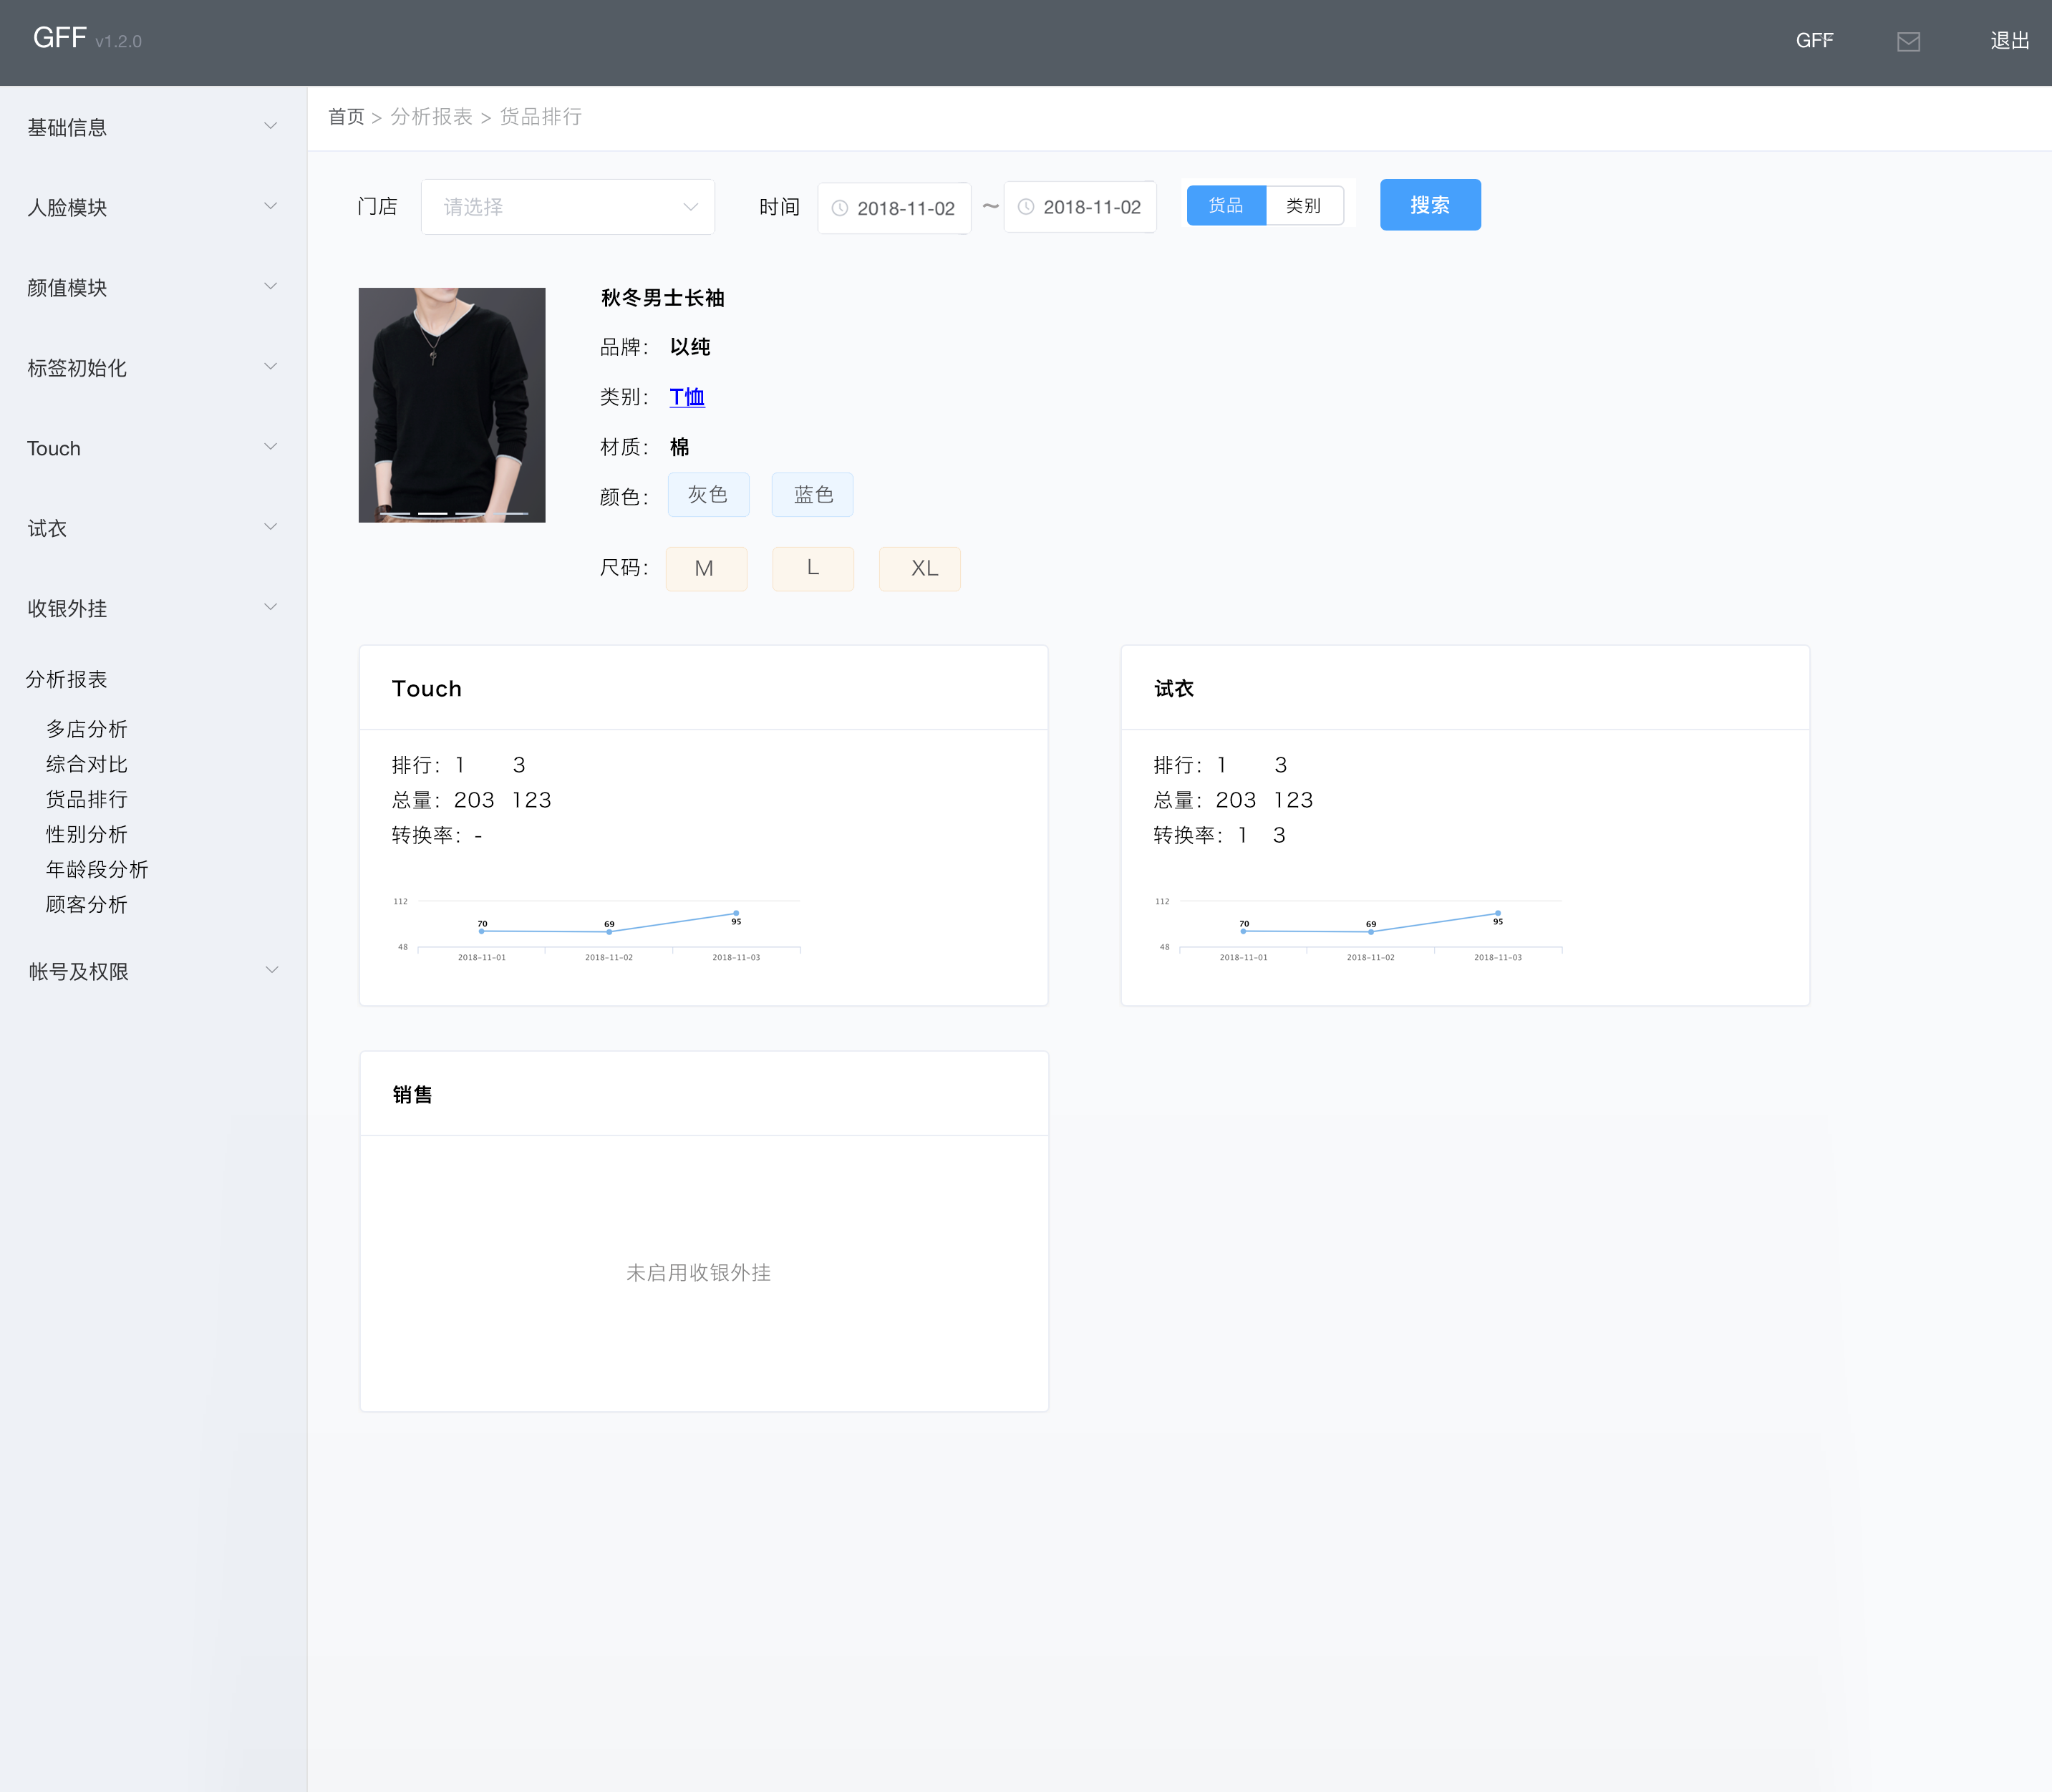 GFF v1.2.0
GFF
退出
基础信息
人脸模块
颜值模块
标签初始化
Touch
试衣
收银外挂
分析报表
多店分析
综合对比
货品排行
性别分析
年龄段分析
顾客分析
帐号及权限
首页 > 分析报表 > 货品排行
门店 请选择 时间 2018-11-02 ~ 2018-11-02 货品 类别 搜索
秋冬男士长袖
品牌： 以纯
类别： T恤
材质： 棉
颜色： 灰色 蓝色
尺码： M L XL
Touch
排行：1 3
总量：203 123
转换率：-
112
70 69 95
48
2018-11-01 2018-11-02 2018-11-03
试衣
排行：1 3
总量：203 123
转换率：1 3
112
70 69 95
48
2018-11-01 2018-11-02 2018-11-03
销售
未启用收银外挂